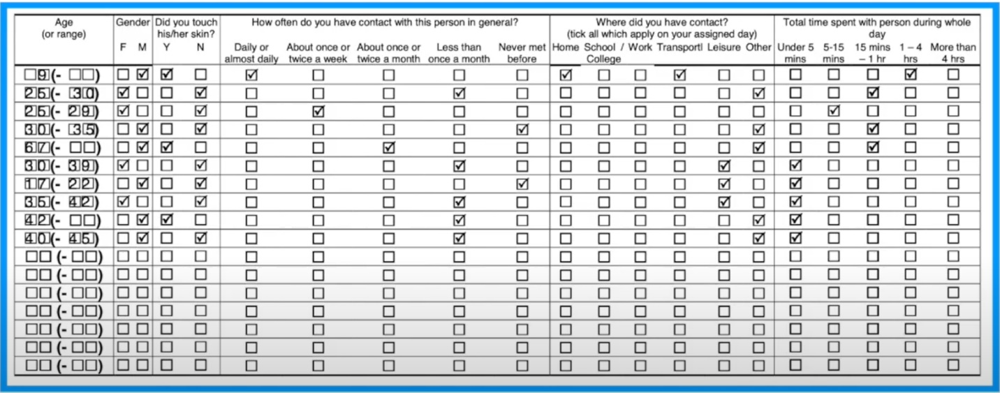 Age Gender Did you touch How often do you have contact with this person in general? Where did you have contact? Total time spent with person during whole
(or range) his/her skin? (tick all which apply on your assigned day) day
F M Y N Daily or About once or About once or Less than Never met Home School / Work Transportl Leisure Other Under 5 5-15 15 mins 1 – 4 More than
almost daily twice a week twice a month once a month before College mins mins – 1 hr hrs 4 hrs
9 (- )
25 (- 30)
25 (- 29)
30 (- 35)
67 (- )
30 (- 39)
17 (- 22)
35 (- 42)
42 (- )
40 (- 45)
(- )
(- )
(- )
(- )
(- )
(- )
(- )